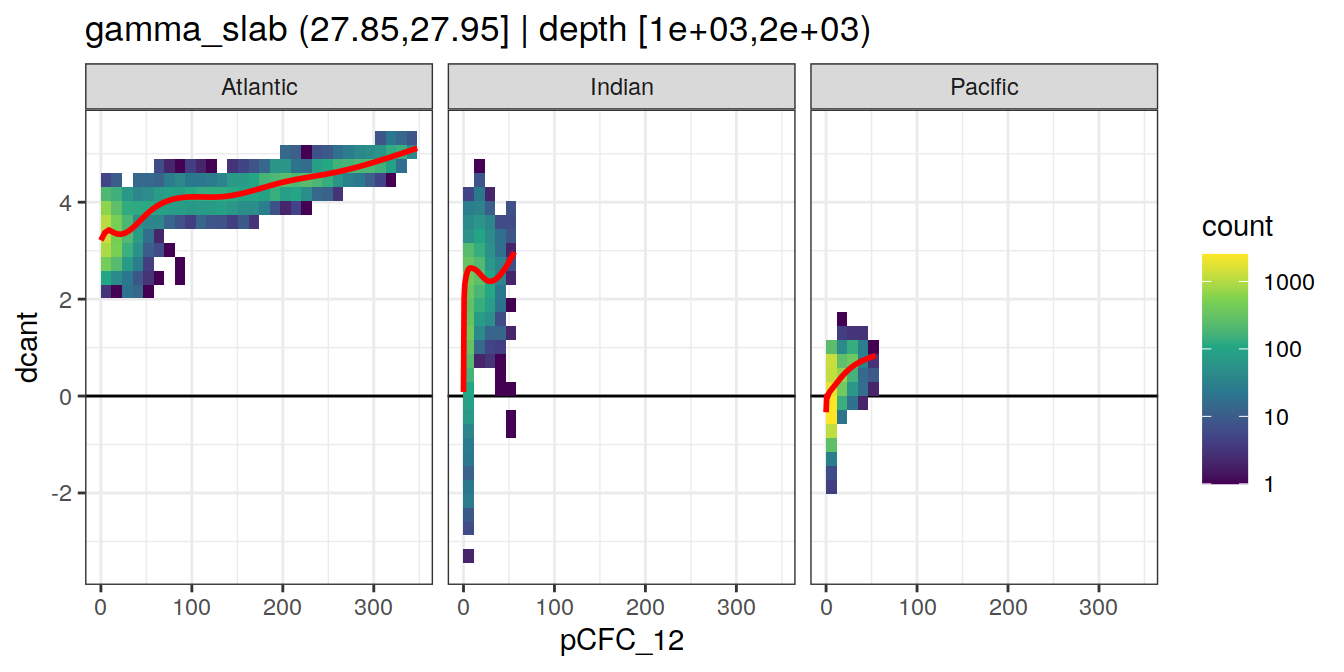 gamma_slab (27.85,27.95] | depth [1e+03,2e+03)
Atlantic Indian Pacific
4
2
0
-2
dcant
0 100 200 300 0 100 200 300 0 100 200 300
pCFC_12
count
1000
100
10
1